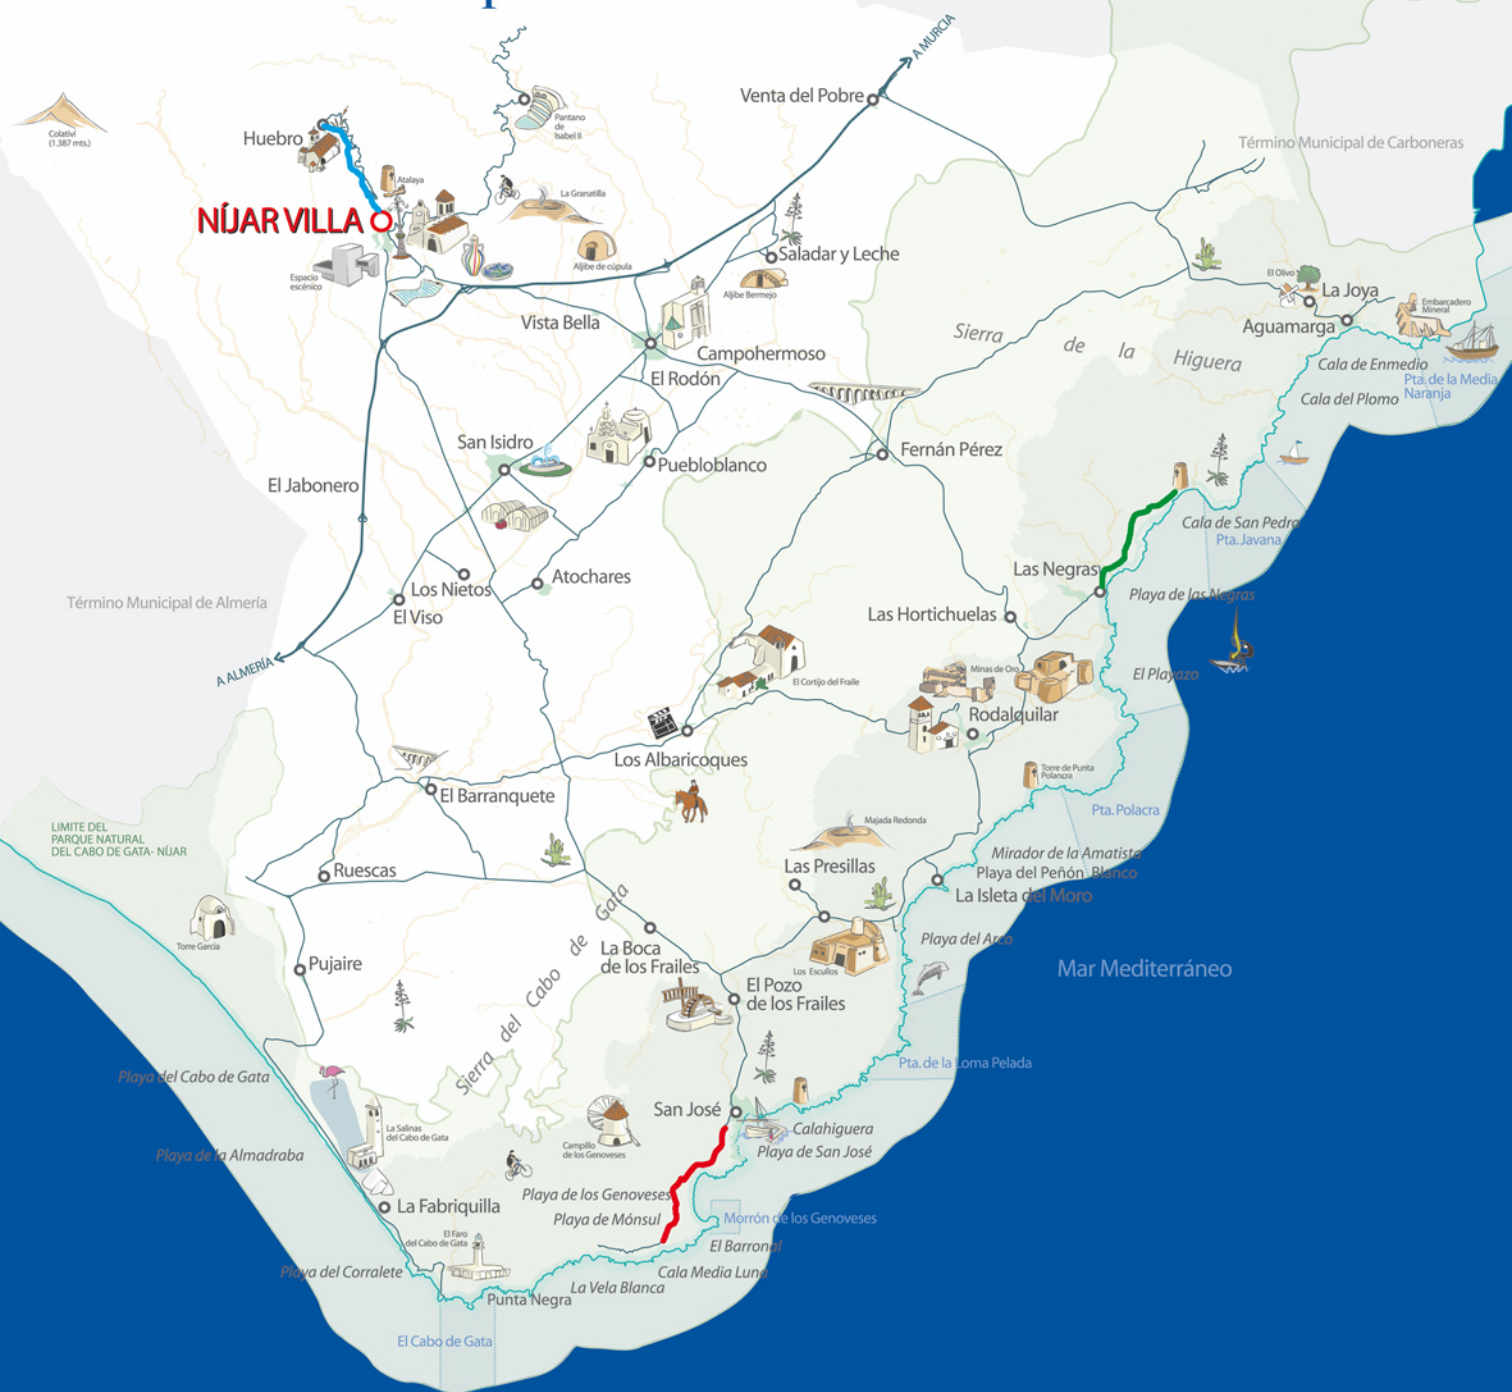 A MURCIA
Venta del Pobre
Colativí
(1.387 mts.)
Pantano
de
Isabel II
Huebro
Término Municipal de Carboneras
Atalaya
La Granatilla
NÍJAR VILLA
Espacio
escénico
Aljibe de cúpula
Saladar y Leche
Aljibe Bermejo
El Olivo
La Joya
Embarcadero
Mineral
Aguamarga
Vista Bella
Campohermoso
Sierra de la Higuera
Cala de Enmedio
Pta. de la Media
Naranja
El Rodón
Cala del Plomo
San Isidro
Puebloblanco
Fernán Pérez
El Jabonero
Cala de San Pedro
Pta. Javana
Las Negras
Los Nietos
Atochares
Playa de las Negras
Término Municipal de Almería
El Viso
Las Hortichuelas
A ALMERÍA
El Cortijo del Fraile
Minas de Oro
El Playazo
Rodalquilar
Los Albaricoques
Torre de Punta
Polancra
El Barranquete
Pta. Polacra
LIMITE DEL
PARQUE NATURAL
DEL CABO DE GATA- NÍJAR
Majada Redonda
Mirador de la Amatista
Ruescas
Las Presillas
Playa del Peñón Blanco
La Isleta del Moro
Torre Garcia
La Boca
de los Frailes
Playa del Arco
Pujaire
Los Escullos
Mar Mediterráneo
El Pozo
de los Frailes
Sierra del Cabo de Gata
Pta. de la Loma Pelada
Playa del Cabo de Gata
San José
La Salinas
del Cabo de Gata
Calahiguera
Campillo
de los Genoveses
Playa de San José
Playa de la Almadraba
Playa de los Genoveses
La Fabriquilla
Playa de Mónsul
Morrón de los Genoveses
El Faro
del Cabo de Gata
El Barronal
Playa del Corralete
Cala Media Luna
La Vela Blanca
Punta Negra
El Cabo de Gata